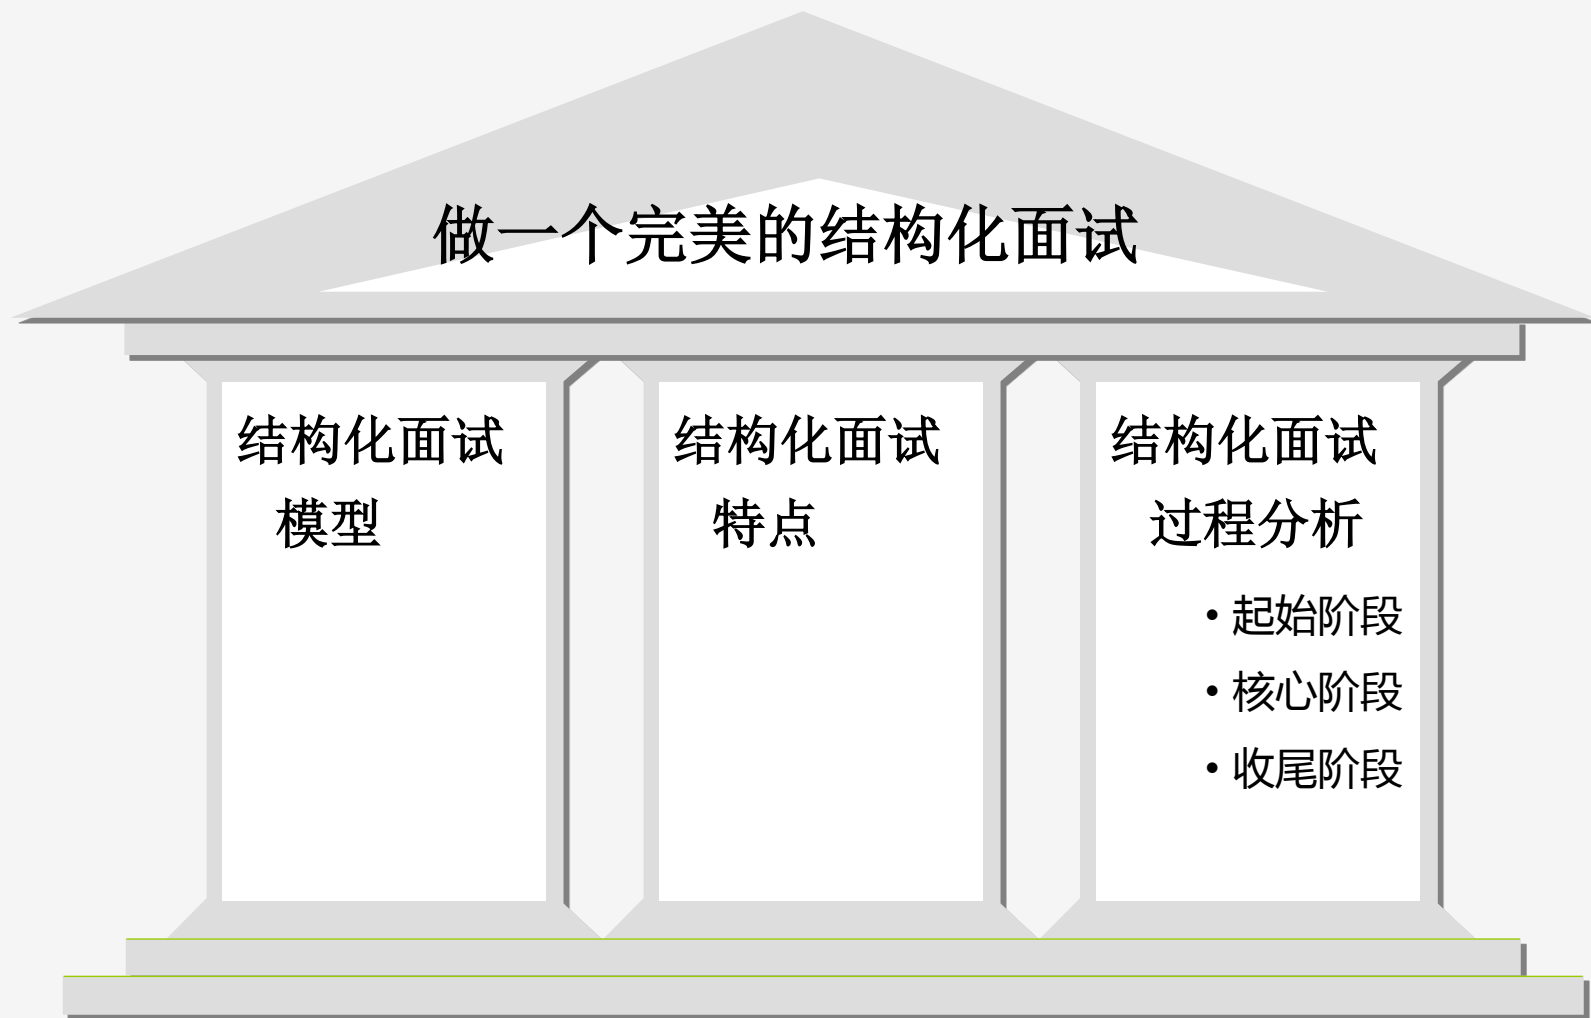 做一个完美的结构化面试
结构化面试
模型
结构化面试
特点
结构化面试
过程分析
• 起始阶段
• 核心阶段
• 收尾阶段